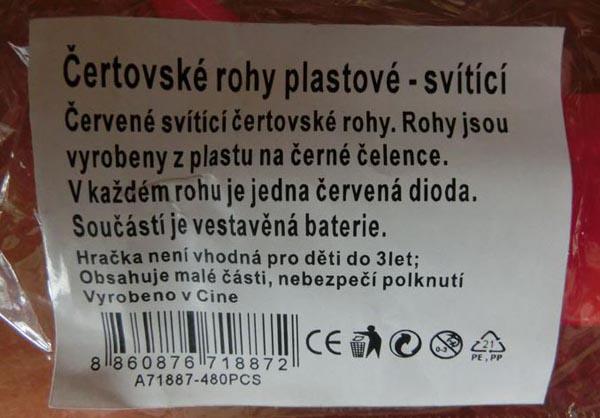 Čertovské rohy plastové - svítící
Červené svítící čertovské rohy. Rohy jsou
vyrobeny z plastu na černé čelence.
V každém rohu je jedna červená dioda.
Součástí je vestavěná baterie.
Hračka není vhodná pro děti do 3let;
Obsahuje malé části, nebezpečí polknutí
Vyrobeno v Cine
8 860876 718872
A71887-480PCS
CE
0-3
21
PE, PP